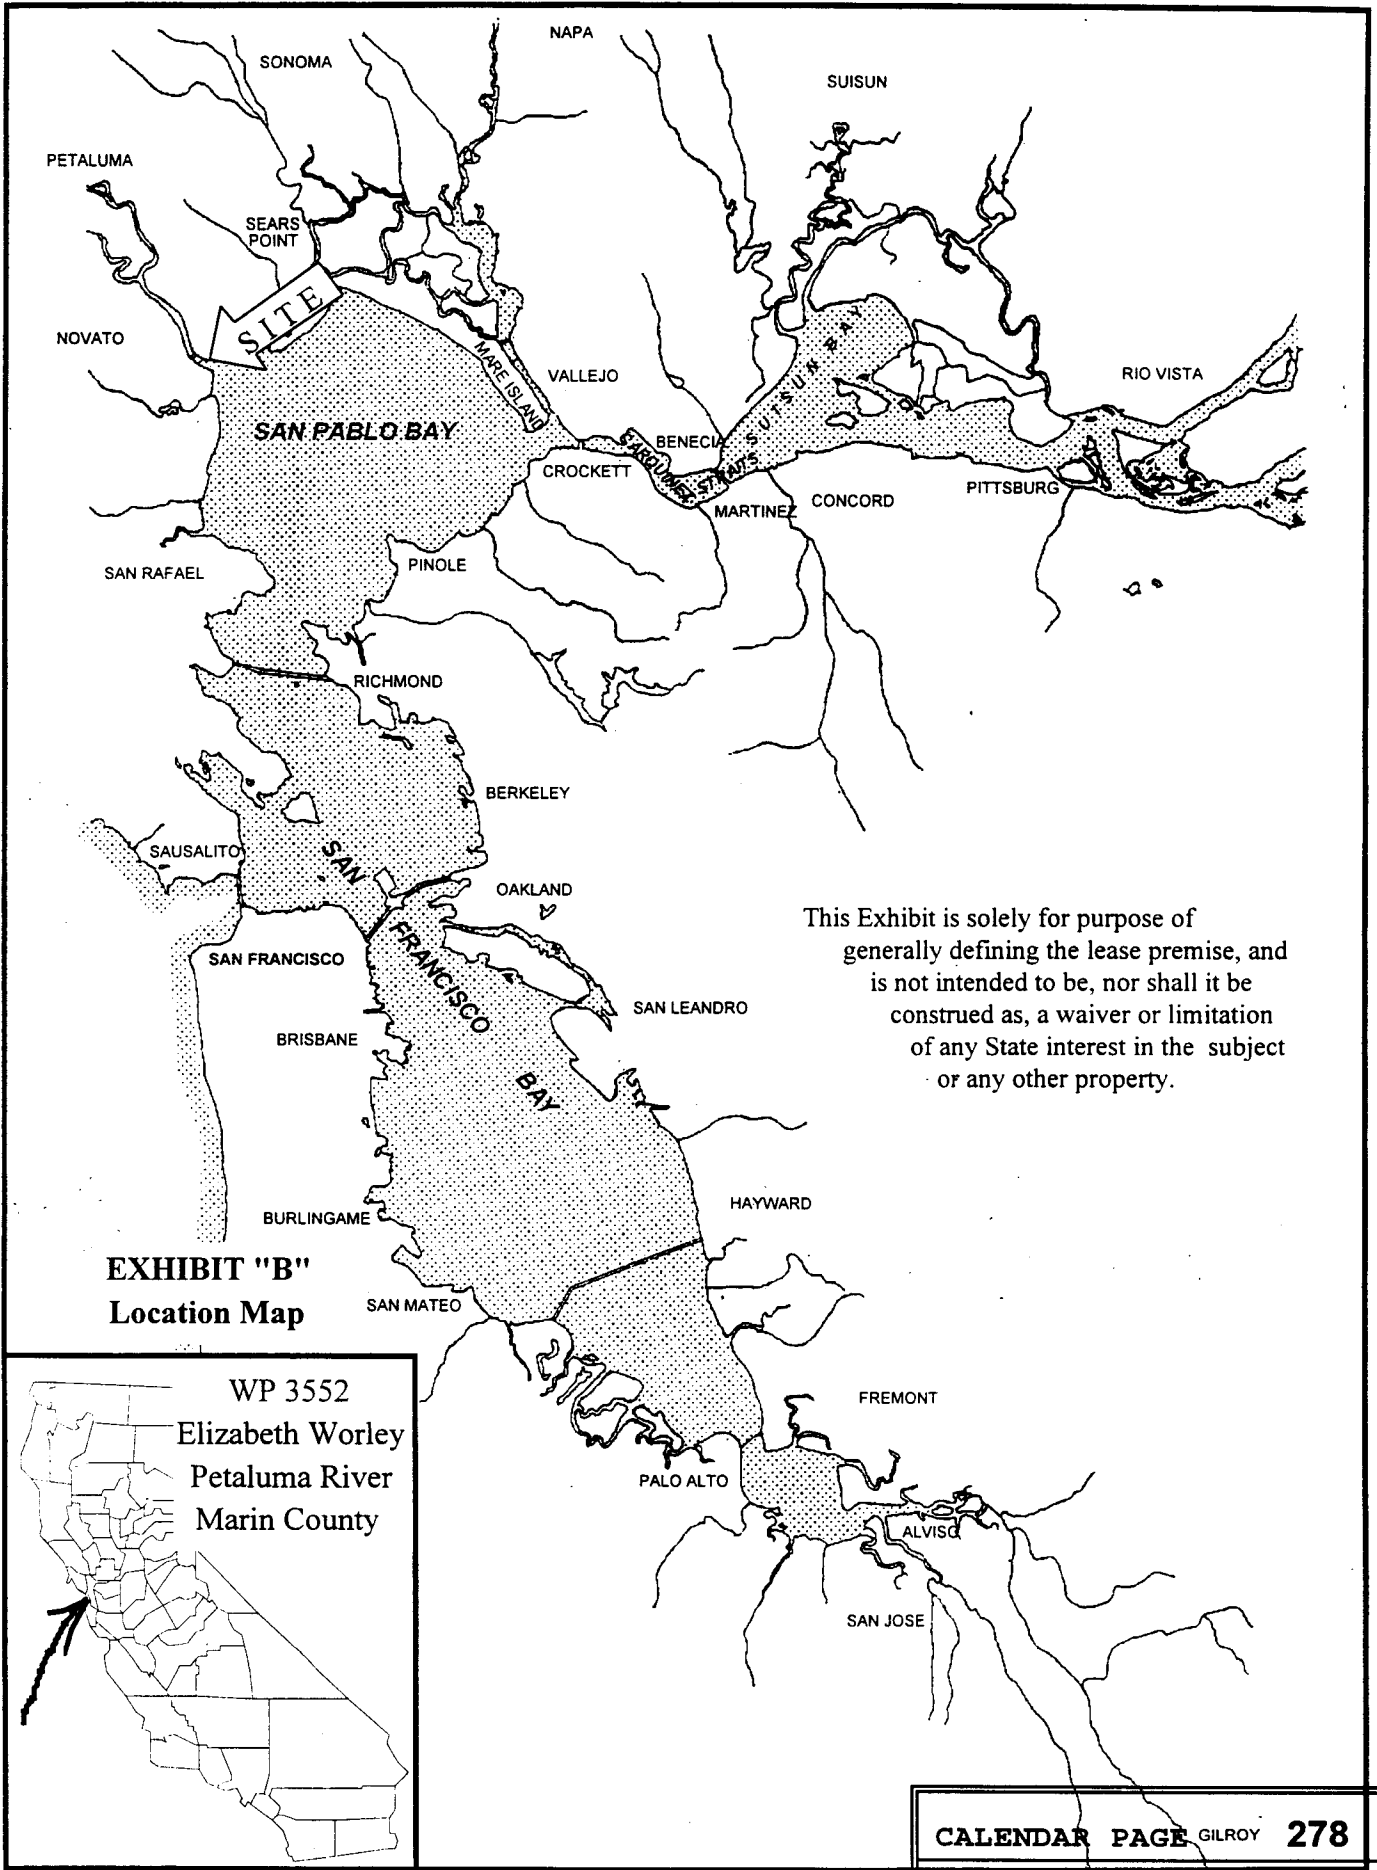 NAPA
SONOMA
SUISUN
PETALUMA
SEARS
POINT
SITE
NOVATO
MARE ISLAND
VALLEJO
SUTSUN BAY
RIO VISTA
SAN PABLO BAY
BENECIA
CARQUINEZ STRAITS
CROCKETT
PITTSBURG
MARTINEZ
CONCORD
SAN RAFAEL
PINOLE
RICHMOND
BERKELEY
SAUSALITO
SAN FRANCISCO BAY
OAKLAND
This Exhibit is solely for purpose of
generally defining the lease premise, and
is not intended to be, nor shall it be
construed as, a waiver or limitation
of any State interest in the subject
or any other property.
SAN FRANCISCO
SAN LEANDRO
BRISBANE
HAYWARD
BURLINGAME
EXHIBIT "B"
Location Map
SAN MATEO
WP 3552
Elizabeth Worley
Petaluma River
Marin County
FREMONT
PALO ALTO
ALVISO
SAN JOSE
CALENDAR PAGE GILROY 278